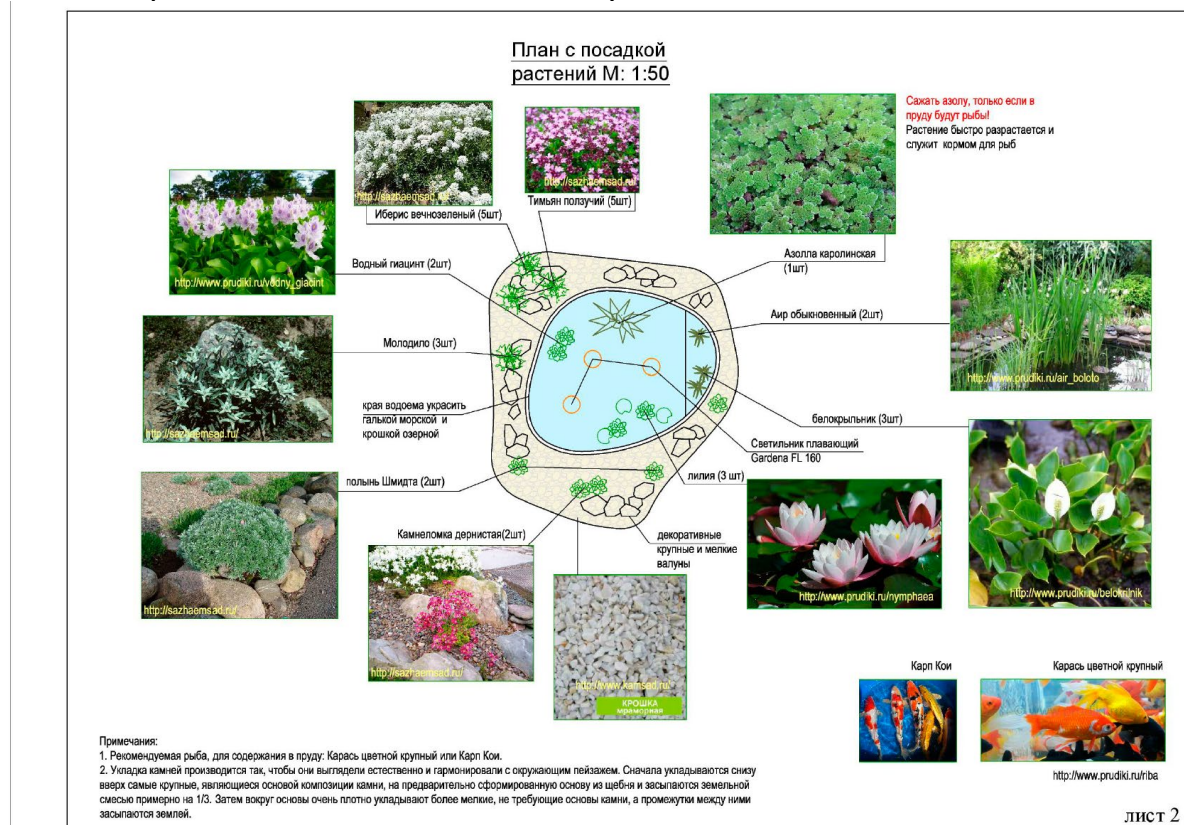 План с посадкой
растений М: 1:50
Сажать азолу, только если в
пруду будут рыбы!
Растение быстро разрастается и
служит кормом для рыб
http://sazhaemsad.ru/
http://sazhaemsad.ru/
Тимьян ползучий (5шт)
Иберис вечнозеленый (5шт)
http://www.prudiki.ru/vodny_giacint
Водный гиацинт (2шт)
Азолла каролинская
(1шт)
Аир обыкновенный (2шт)
http://www.prudiki.ru/air_boloto
Молодило (3шт)
http://sazhaemsad.ru/
края водоема украсить
галькой морской и
крошкой озерной
белокрыльник (3шт)
Светильник плавающий
Gardena FL 160
полынь Шмидта (2шт)
лилия (3 шт)
http://sazhaemsad.ru/
Камнеломка дернистая(2шт)
декоративные
крупные и мелкие
валуны
http://www.prudiki.ru/nymphaea
http://www.prudiki.ru/belokrilnik
http://sazhaemsad.ru/
http://www.kamsad.ru/
КРОШКА
мраморная
Карп Кои
Карась цветной крупный
http://www.prudiki.ru/riba
Примечания:
1. Рекомендуемая рыба, для содержания в пруду: Карась цветной крупный или Карп Кои.
2. Укладка камней производится так, чтобы они выглядели естественно и гармонировали с окружающим пейзажем. Сначала укладываются снизу
вверх самые крупные, являющиеся основой композиции камни, на предварительно сформированную основу из щебня и засыпаются земельной
смесью примерно на 1/3. Затем вокруг основы очень плотно укладывают более мелкие, не требующие основы камни, а промежутки между ними
засыпаются землей.
лист 2